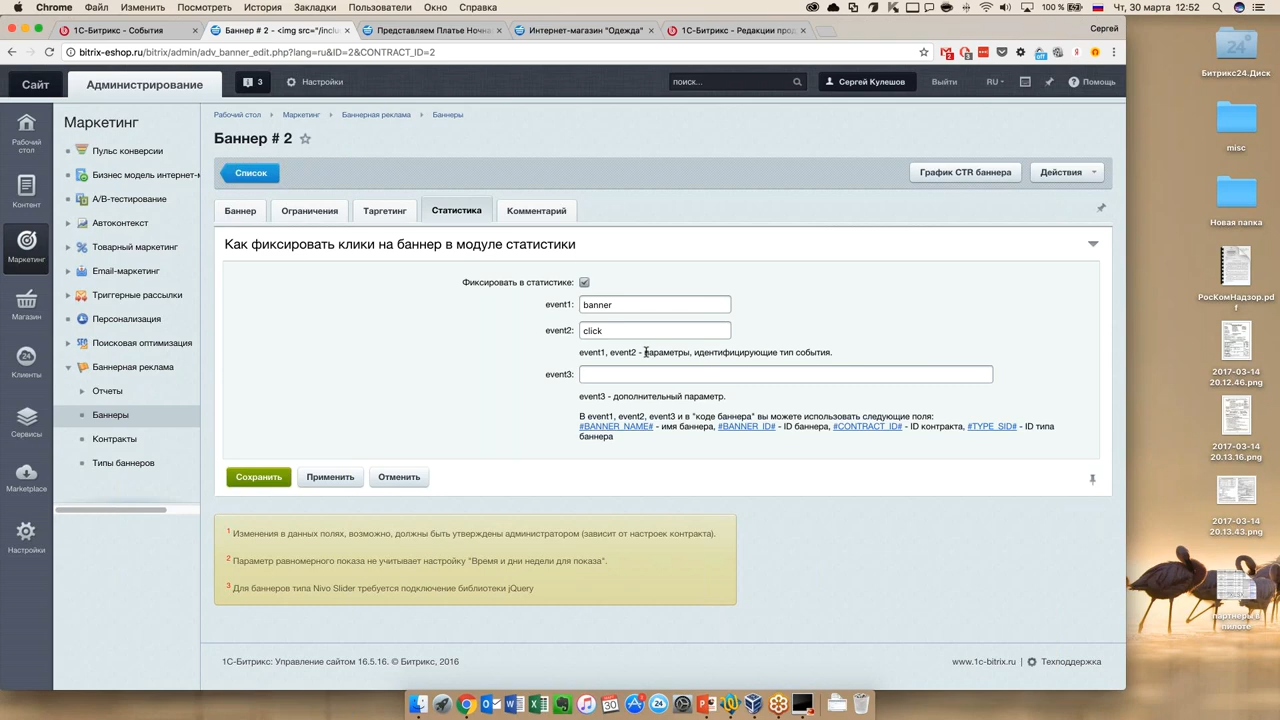 Chrome Файл Изменить Посмотреть История Закладки Пользователи Окно Справка 100 % Чт, 30 марта 12:52
1С-Битрикс - События
Баннер # 2 - <img src="/inclu
Представляем Платье Ночна
Интернет-магазин "Одежда"
1С-Битрикс - Редакции прод
Сергей
bitrix-eshop.ru/bitrix/admin/adv_banner_edit.php?lang=ru&ID=2&CONTRACT_ID=2
Сайт Администрирование 3 Настройки поиск... Сергей Кулешов Выйти RU Помощь
Рабочий стол
Контент
Маркетинг
Магазин
Клиенты
Сервисы
Marketplace
Настройки
Маркетинг
Пульс конверсии
Бизнес модель интернет-
A/B-тестирование
Автоконтекст
Товарный маркетинг
Email-маркетинг
Триггерные рассылки
Персонализация
Поисковая оптимизация
Баннерная реклама
Отчеты
Баннеры
Контракты
Типы баннеров
Рабочий стол Маркетинг Баннерная реклама Баннеры
Баннер # 2
Список График CTR баннера Действия
Баннер Ограничения Таргетинг Статистика Комментарий
Как фиксировать клики на баннер в модуле статистики
Фиксировать в статистике:
event1: banner
event2: click
event1, event2 - параметры, идентифицирующие тип события.
event3:
event3 - дополнительный параметр.
В event1, event2, event3 и в "коде баннера" вы можете использовать следующие поля:
#BANNER_NAME# - имя баннера, #BANNER_ID# - ID баннера, #CONTRACT_ID# - ID контракта, #TYPE_SID# - ID типа
баннера
Сохранить Применить Отменить
1 Изменения в данных полях, возможно, должны быть утверждены администратором (зависит от настроек контракта).
2 Параметр равномерного показа не учитывает настройку "Время и дни недели для показа".
3 Для баннеров типа Nivo Slider требуется подключение библиотеки jQuery
1С-Битрикс: Управление сайтом 16.5.16. © Битрикс, 2016 www.1c-bitrix.ru | Техподдержка
Битрикс24.Диск
misc
Новая папка
РосКомНадзор.pd
f
2017-03-14
20.12.46.png
2017-03-14
20.13.16.png
2017-03-14
20.13.43.png
партнеры в
пилоте